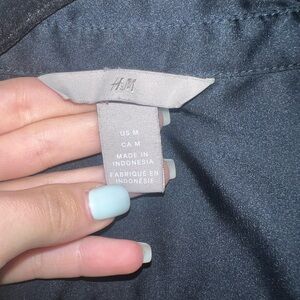 H&M
US M
CA M
MADE IN
INDONESIA
FABRIQUÉ EN
INDONÉSIE